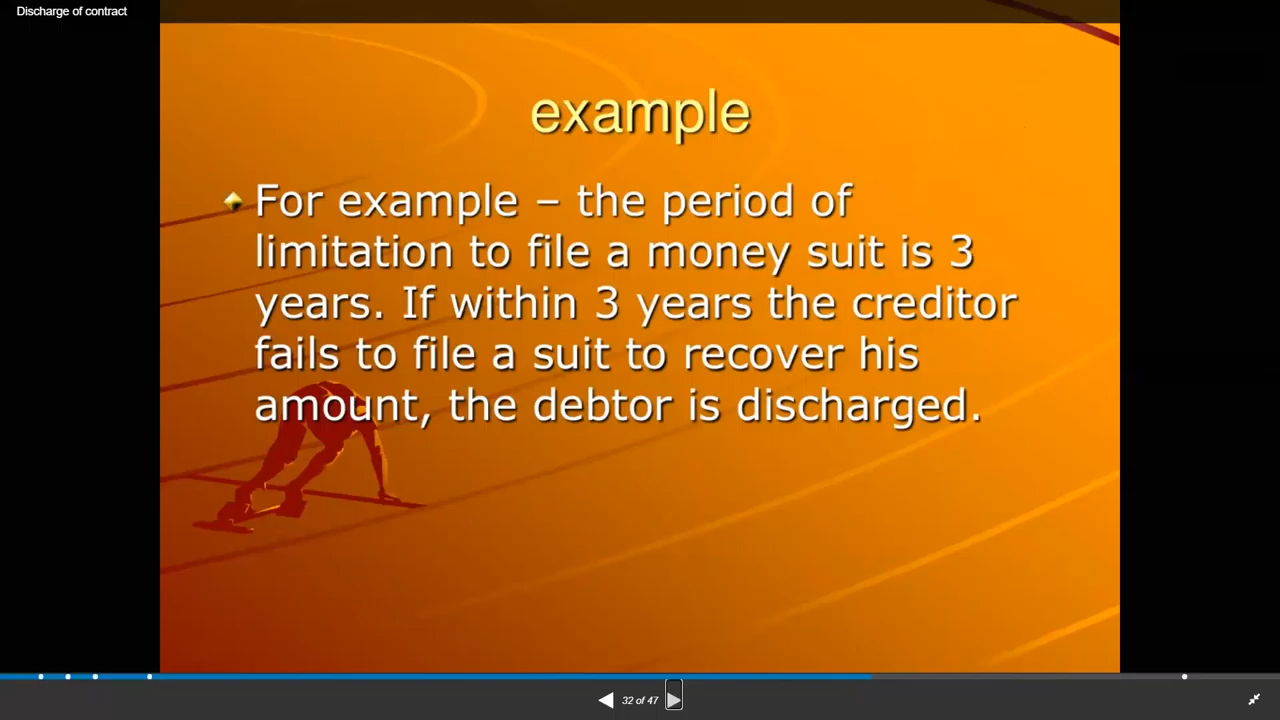 Discharge of contract
example
For example – the period of
limitation to file a money suit is 3
years. If within 3 years the creditor
fails to file a suit to recover his
amount, the debtor is discharged.
32 of 47